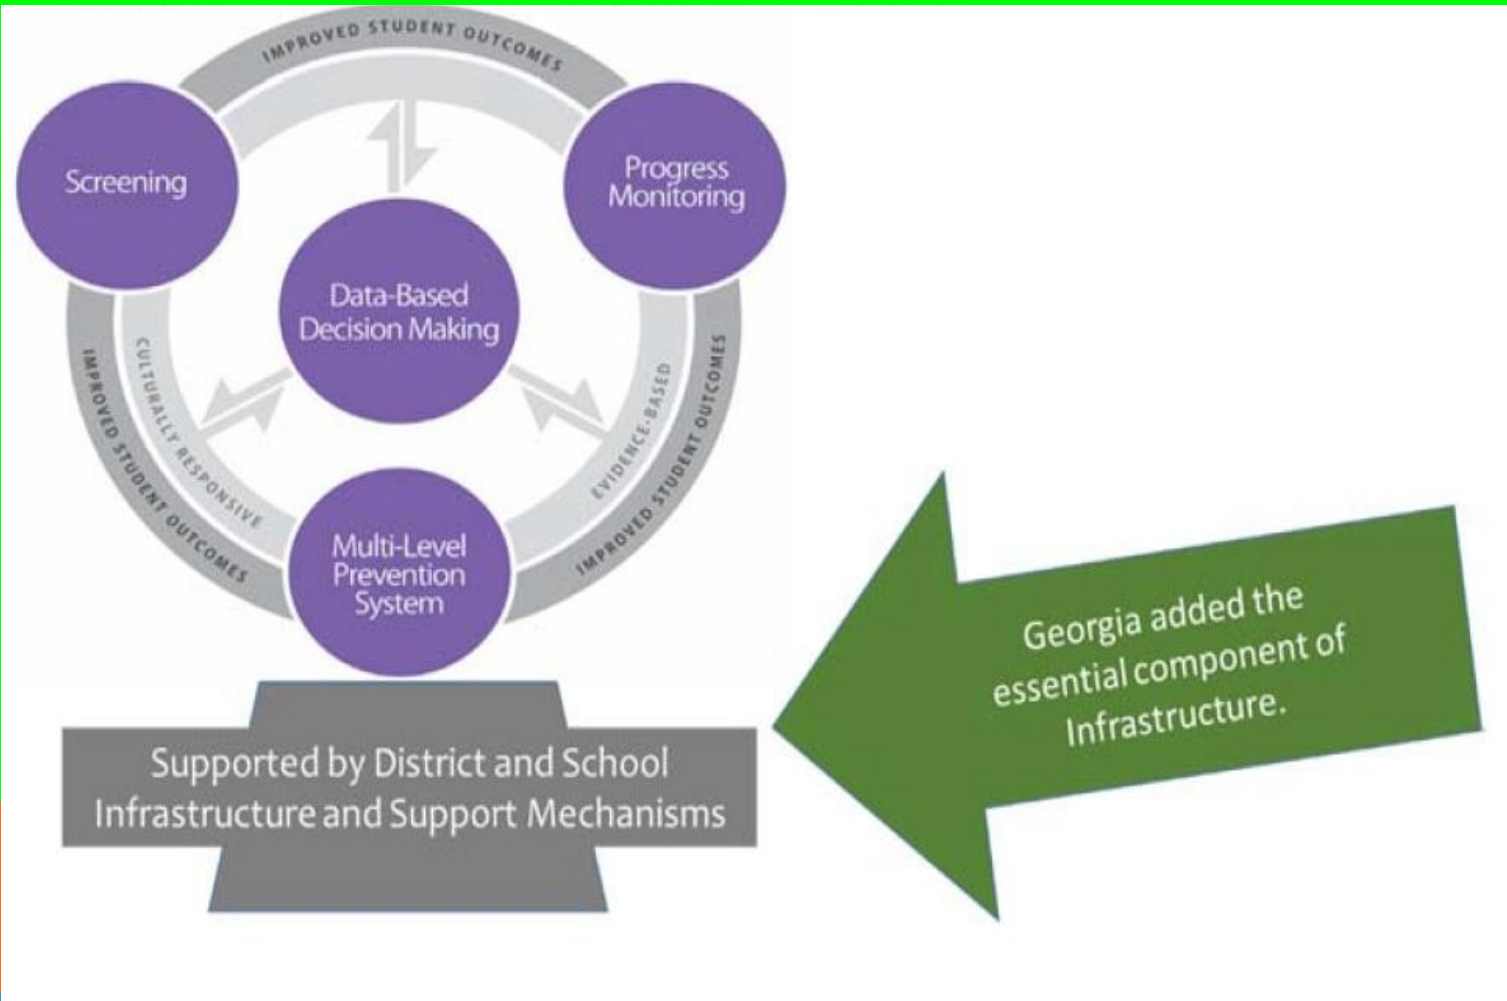 IMPROVED STUDENT OUTCOMES
Screening
Progress
Monitoring
Data-Based
Decision Making
IMPROVED STUDENT OUTCOMES
CULTURALLY RESPONSIVE
EVIDENCE-BASED
IMPROVED STUDENT OUTCOMES
Multi-Level
Prevention
System
Supported by District and School
Infrastructure and Support Mechanisms
Georgia added the
essential component of
Infrastructure.